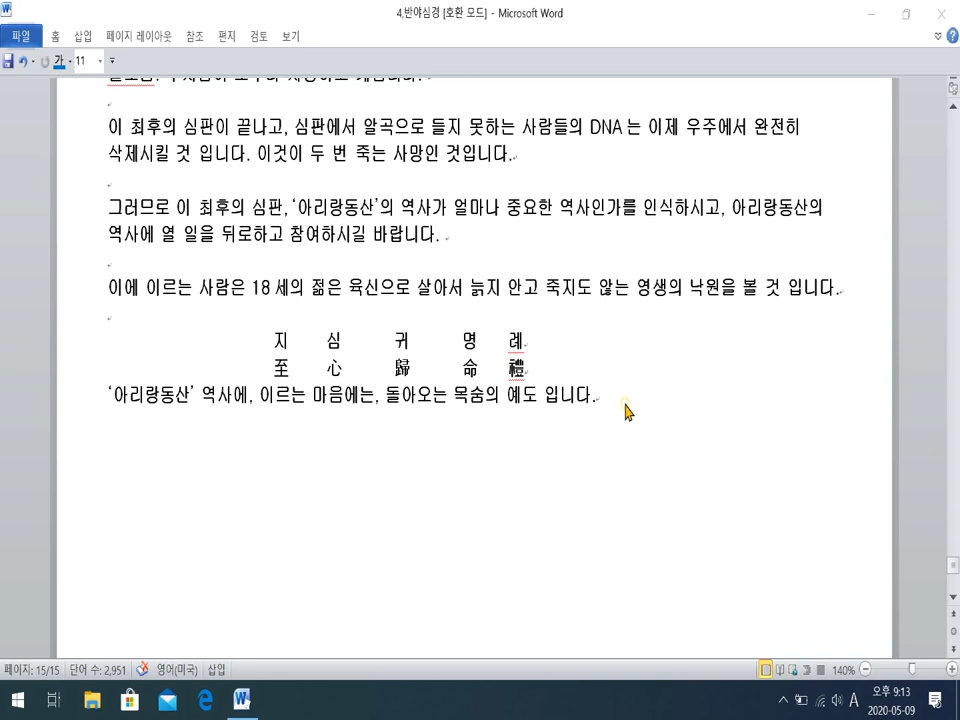 4,반야심경 [호환 모드] - Microsoft Word
파일 홈 삽입 페이지 레이아웃 참조 편지 검토 보기
가 11
이 최후의 심판이 끝나고, 심판에서 알곡으로 들지 못하는 사람들의 DNA는 이제 우주에서 완전히
삭제시킬 것 입니다. 이것이 두 번 죽는 사망인 것입니다.
그러므로 이 최후의 심판,‘아리랑동산’의 역사가 얼마나 중요한 역사인가를 인식하시고, 아리랑동산의
역사에 열 일을 뒤로하고 참여하시길 바랍니다.
이에 이르는 사람은 18세의 젊은 육신으로 살아서 늙지 안고 죽지도 않는 영생의 낙원을 볼 것 입니다.
지 심 귀 명 례
至 心 歸 命 禮
‘아리랑동산’ 역사에, 이르는 마음에는, 돌아오는 목숨의 예도 입니다.
페이지: 15/15 단어 수: 2,951 영어(미국) 삽입 140%
A 오후 9:13
2020-05-09